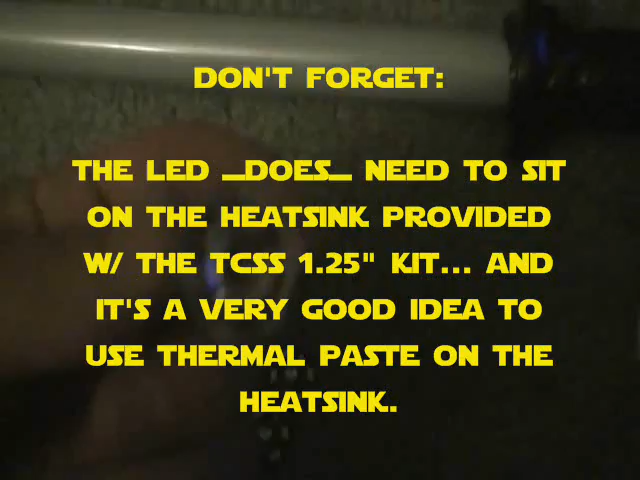 DON'T FORGET:
THE LED _DOES_ NEED TO SIT
ON THE HEATSINK PROVIDED
W/ THE TCSS 1.25" KIT... AND
IT'S A VERY GOOD IDEA TO
USE THERMAL PASTE ON THE
HEATSINK.